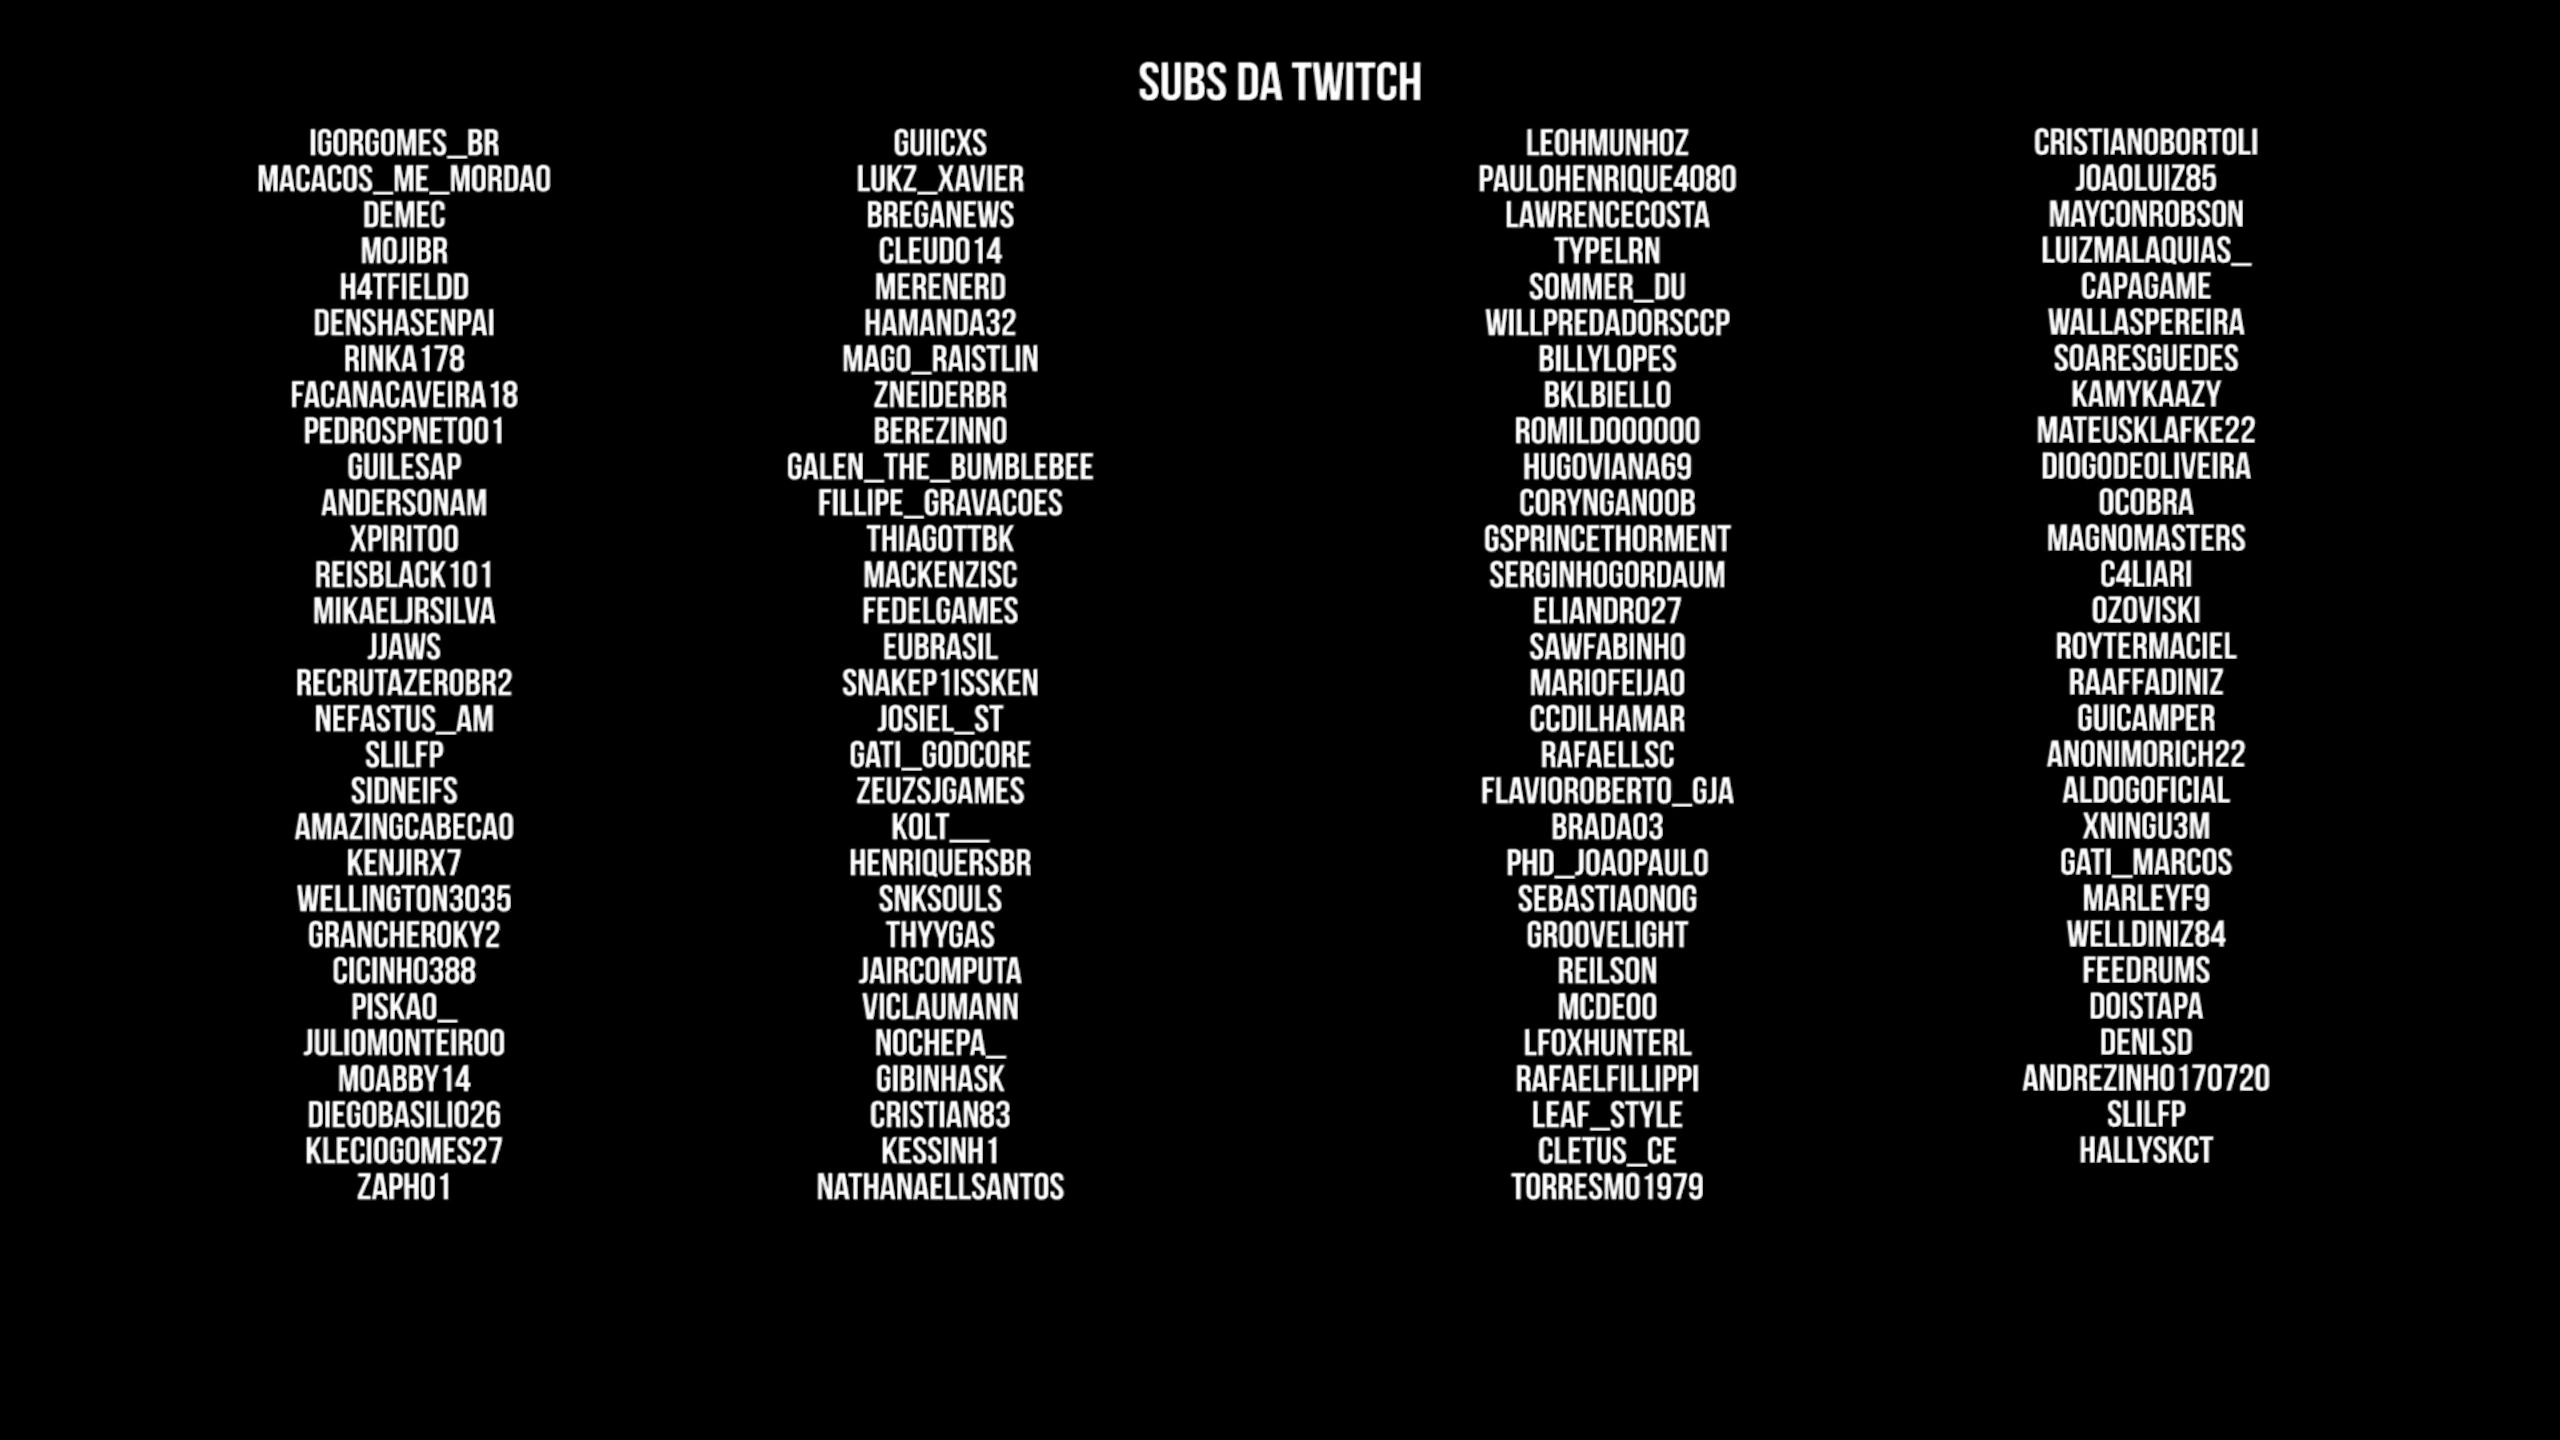 SUBS DA TWITCH
IGORGOMES_BR
MACACOS_ME_MORDAO
DEMEC
MOJIBR
H4TFIELDD
DENSHASENPAI
RINKA178
FACANACAVEIRA18
PEDROSPNETO01
GUILESAP
ANDERSONAM
XPIRITOO
REISBLACK101
MIKAELJRSILVA
JJAWS
RECRUTAZEROBR2
NEFASTUS_AM
SLILFP
SIDNEIFS
AMAZINGCABECAO
KENJIRX7
WELLINGTON3035
GRANCHEROKY2
CICINHO388
PISKAO_
JULIOMONTEIROO
MOABBY14
DIEGOBASILIO26
KLECIOGOMES27
ZAPHO1
GUIICXS
LUKZ_XAVIER
BREGANEWS
CLEUDO14
MERENERD
HAMANDA32
MAGO_RAISTLIN
ZNEIDERBR
BEREZINNO
GALEN_THE_BUMBLEBEE
FILLIPE_GRAVACOES
THIAGOTTBK
MACKENZISC
FEDELGAMES
EUBRASIL
SNAKEP1ISSKEN
JOSIEL_ST
GATI_GODCORE
ZEUZSJGAMES
KOLT__
HENRIQUERSBR
SNKSOULS
THYYGAS
JAIRCOMPUTA
VICLAUMANN
NOCHEPA_
GIBINHASK
CRISTIAN83
KESSINH1
NATHANAELLSANTOS
LEOHMUNHOZ
PAULOHENRIQUE4080
LAWRENCECOSTA
TYPELRN
SOMMER_DU
WILLPREDADORSCCP
BILLYLOPES
BKLBIELLO
ROMILDOOOOOO
HUGOVIANA69
CORYNGANOOB
GSPRINCETHORMENT
SERGINHOGORDAUM
ELIANDRO27
SAWFABINHO
MARIOFEIJAO
CCDILHAMAR
RAFAELLSC
FLAVIOROBERTO_GJA
BRADAO3
PHD_JOAOPAULO
SEBASTIAONOG
GROOVELIGHT
REILSON
MCDEOO
LFOXHUNTERL
RAFAELFILLIPPI
LEAF_STYLE
CLETUS_CE
TORRESMO1979
CRISTIANOBORTOLI
JOAOLUIZ85
MAYCONROBSON
LUIZMALAQUIAS_
CAPAGAME
WALLASPEREIRA
SOARESGUEDES
KAMYKAAZY
MATEUSKLAFKE22
DIOGODEOLIVEIRA
OCOBRA
MAGNOMASTERS
C4LIARI
OZOVISKI
ROYTERMACIEL
RAAFFADINIZ
GUICAMPER
ANONIMORICH22
ALDOGOFICIAL
XNINGU3M
GATI_MARCOS
MARLEYF9
WELLDINIZ84
FEEDRUMS
DOISTAPA
DENLSD
ANDREZINHO170720
SLILFP
HALLYSKCT